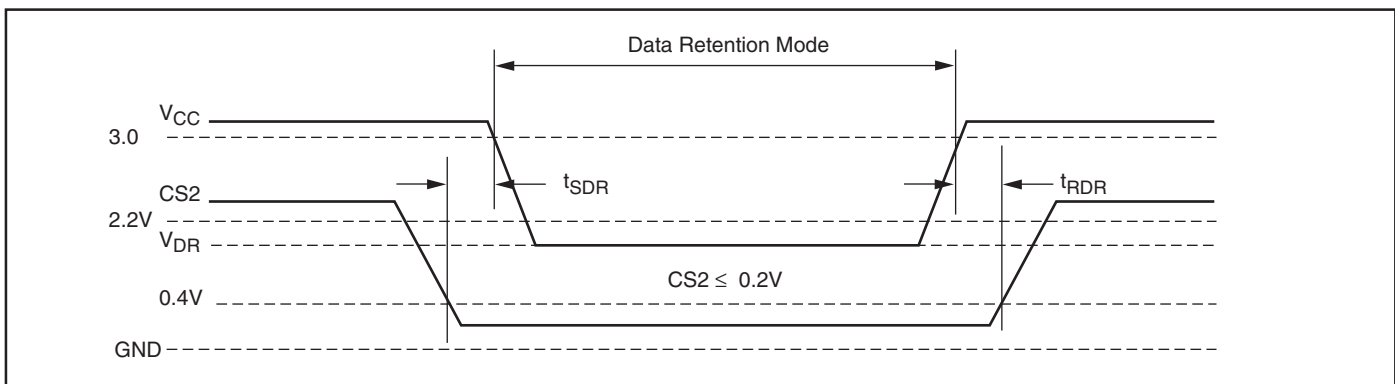 Data Retention Mode
VCC
3.0
tSDR
tRDR
CS2
2.2V
VDR
CS2 ≤ 0.2V
0.4V
GND